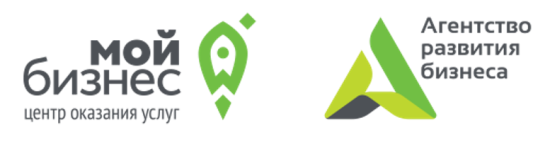 мой
бизнес
центр оказания услуг
Агентство
развития
бизнеса